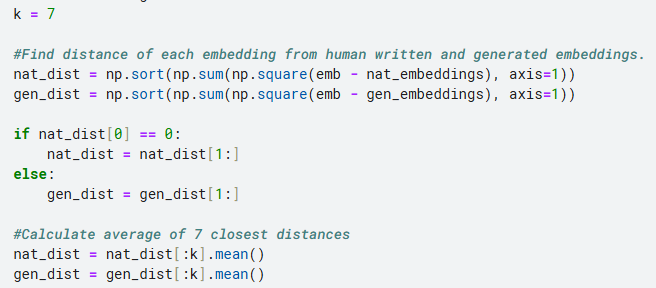 k = 7
#Find distance of each embedding from human written and generated embeddings.
nat_dist = np.sort(np.sum(np.square(emb - nat_embeddings), axis=1))
gen_dist = np.sort(np.sum(np.square(emb - gen_embeddings), axis=1))
if nat_dist[0] == 0:
    nat_dist = nat_dist[1:]
else:
    gen_dist = gen_dist[1:]
#Calculate average of 7 closest distances
nat_dist = nat_dist[:k].mean()
gen_dist = gen_dist[:k].mean()